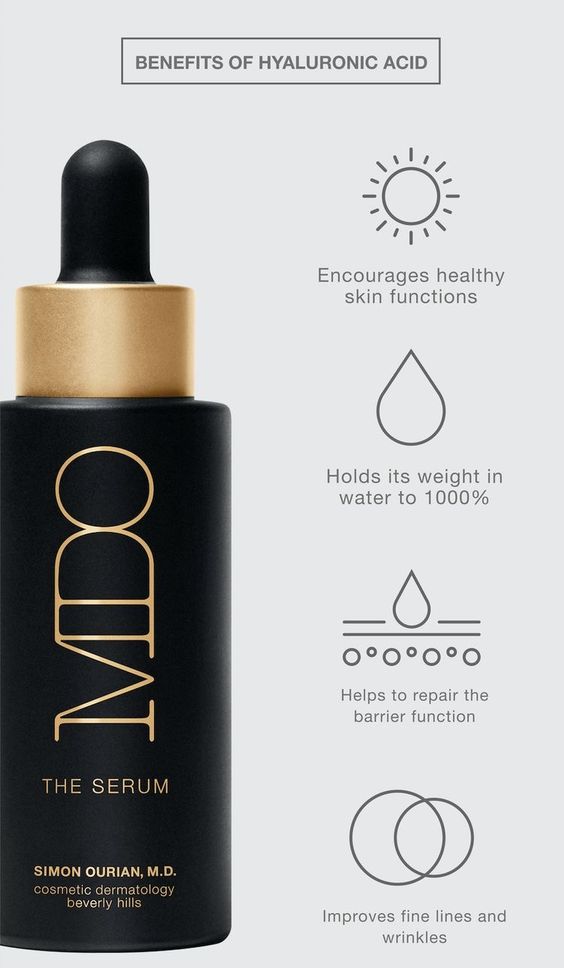 BENEFITS OF HYALURONIC ACID
Encourages healthy
skin functions
Holds its weight in
water to 1000%
Helps to repair the
barrier function
Improves fine lines and
wrinkles
MDO
THE SERUM
SIMON OURIAN, M.D.
cosmetic dermatology
beverly hills